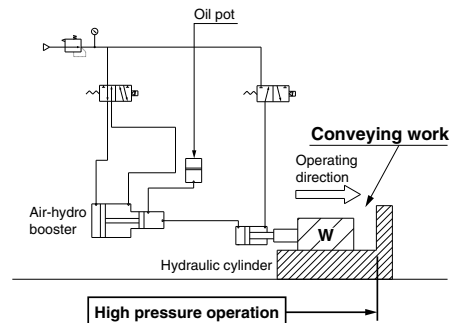 Oil pot
Conveying work
Operating
direction
Air-hydro
booster
W
Hydraulic cylinder
High pressure operation